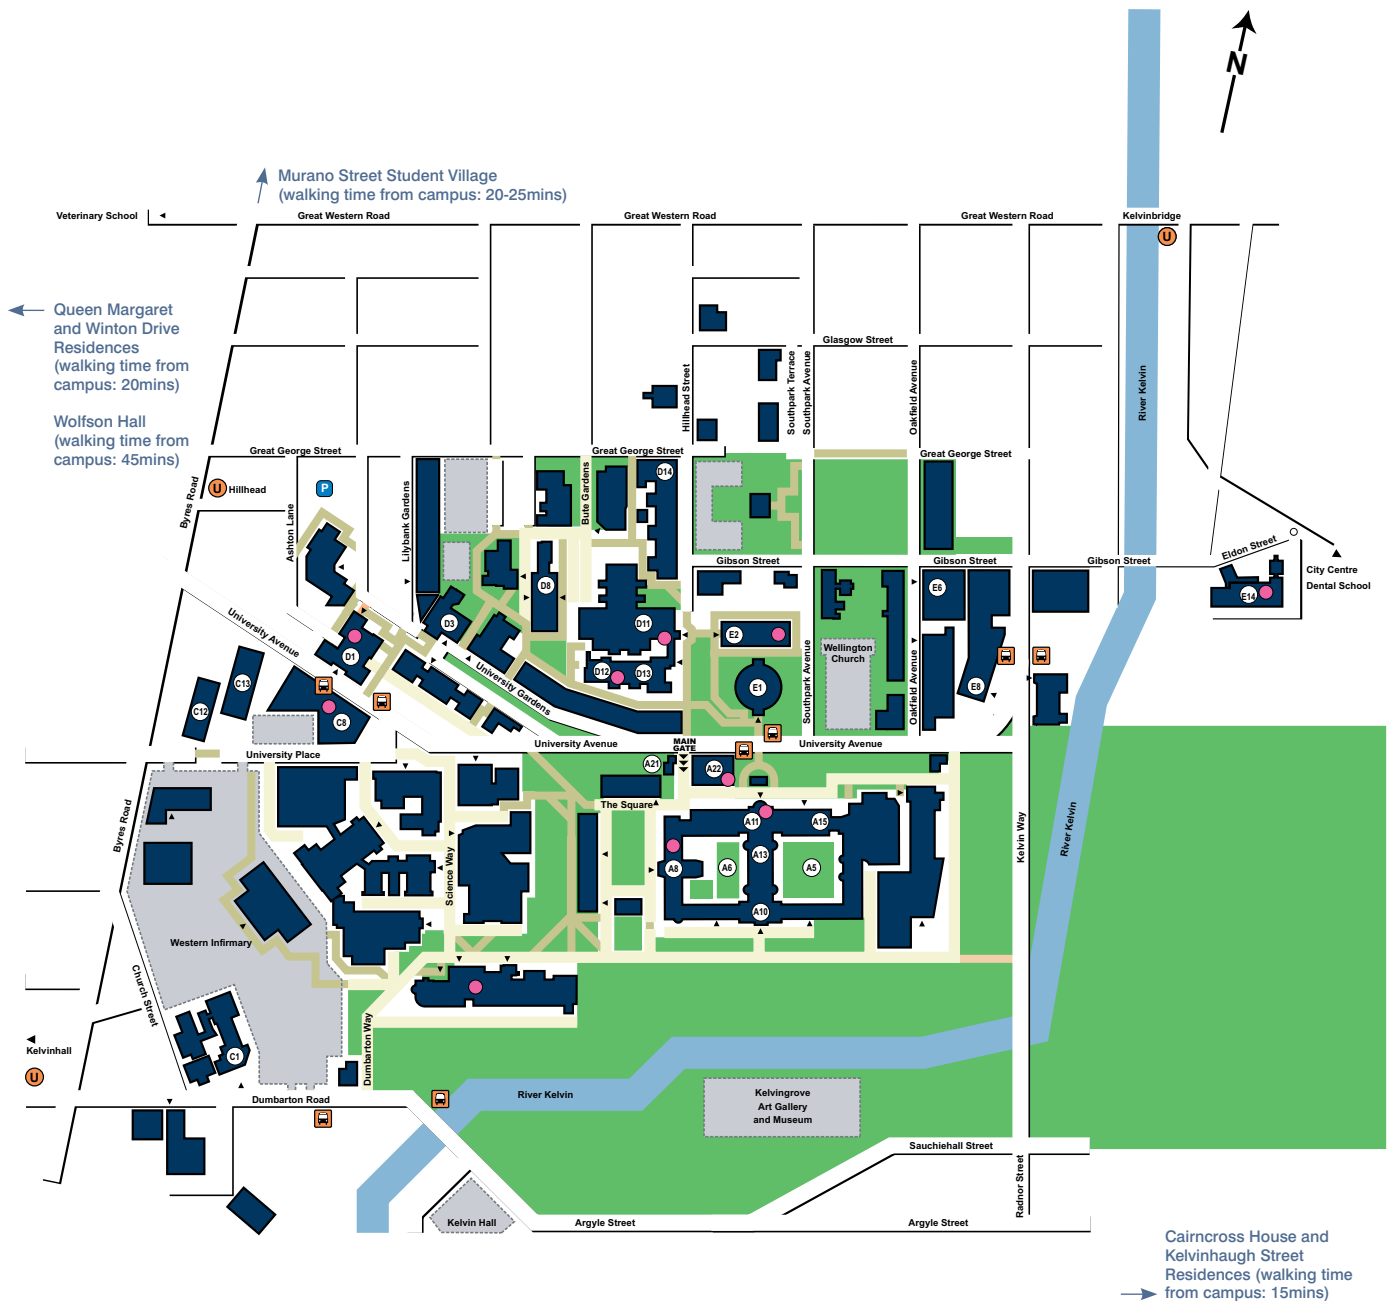 N
Murano Street Student Village
(walking time from campus: 20-25mins)
Veterinary School
Great Western Road
Great Western Road
Great Western Road
Kelvinbridge
U
Queen Margaret
and Winton Drive
Residences
(walking time from
campus: 20mins)
Wolfson Hall
(walking time from
campus: 45mins)
Glasgow Street
Hillhead Street
Southpark Terrace
Southpark Avenue
Oakfield Avenue
River Kelvin
Great George Street
Great George Street
Great George Street
Byres Road
U
Hillhead
P
Ashton Lane
Lilybank Gardens
Bute Gardens
D14
Gibson Street
Gibson Street
Gibson Street
Eldon Street
City Centre
Dental School
E14
D8
E6
D3
D11
E2
University Avenue
D1
D12
D13
Wellington
Church
University Gardens
E1
E8
Southpark Avenue
Oakfield Avenue
C13
C12
C8
University Place
University Avenue
MAIN
GATE
University Avenue
A21
A22
The Square
Byres Road
A11
A15
Kelvin Way
River Kelvin
Science Way
A8
A6
A13
A5
A10
Western Infirmary
Church Street
Kelvinhall
U
C1
Dumbarton Way
Dumbarton Road
River Kelvin
Kelvingrove
Art Gallery
and Museum
Sauchiehall Street
Radnor Street
Kelvin Hall
Argyle Street
Argyle Street
Cairncross House and
Kelvinhaugh Street
Residences (walking time
from campus: 15mins)